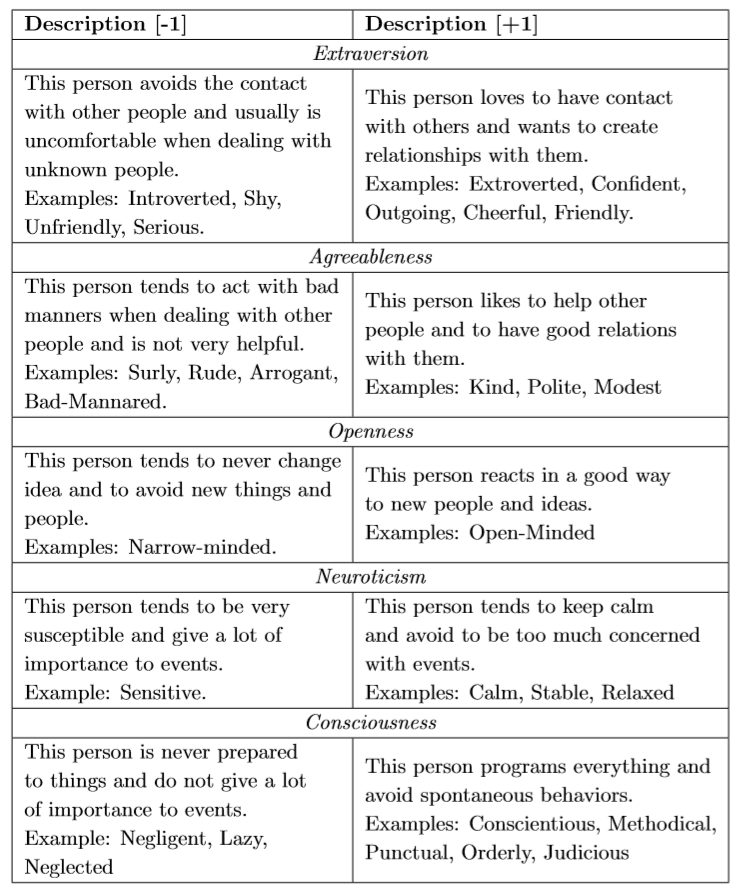 Description [-1] Description [+1]
Extraversion
This person avoids the contact
with other people and usually is
uncomfortable when dealing with
unknown people.
Examples: Introverted, Shy,
Unfriendly, Serious.
This person loves to have contact
with others and wants to create
relationships with them.
Examples: Extroverted, Confident,
Outgoing, Cheerful, Friendly.
Agreeableness
This person tends to act with bad
manners when dealing with other
people and is not very helpful.
Examples: Surly, Rude, Arrogant,
Bad-Mannared.
This person likes to help other
people and to have good relations
with them.
Examples: Kind, Polite, Modest
Openness
This person tends to never change
idea and to avoid new things and
people.
Examples: Narrow-minded.
This person reacts in a good way
to new people and ideas.
Examples: Open-Minded
Neuroticism
This person tends to be very
susceptible and give a lot of
importance to events.
Example: Sensitive.
This person tends to keep calm
and avoid to be too much concerned
with events.
Examples: Calm, Stable, Relaxed
Consciousness
This person is never prepared
to things and do not give a lot
of importance to events.
Example: Negligent, Lazy,
Neglected
This person programs everything and
avoid spontaneous behaviors.
Examples: Conscientious, Methodical,
Punctual, Orderly, Judicious